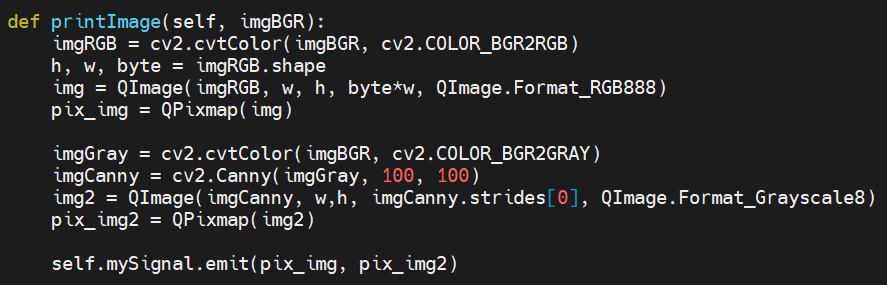 def printImage(self, imgBGR):
    imgRGB = cv2.cvtColor(imgBGR, cv2.COLOR_BGR2RGB)
    h, w, byte = imgRGB.shape
    img = QImage(imgRGB, w, h, byte*w, QImage.Format_RGB888)
    pix_img = QPixmap(img)

    imgGray = cv2.cvtColor(imgBGR, cv2.COLOR_BGR2GRAY)
    imgCanny = cv2.Canny(imgGray, 100, 100)
    img2 = QImage(imgCanny, w,h, imgCanny.strides[0], QImage.Format_Grayscale8)
    pix_img2 = QPixmap(img2)

    self.mySignal.emit(pix_img, pix_img2)